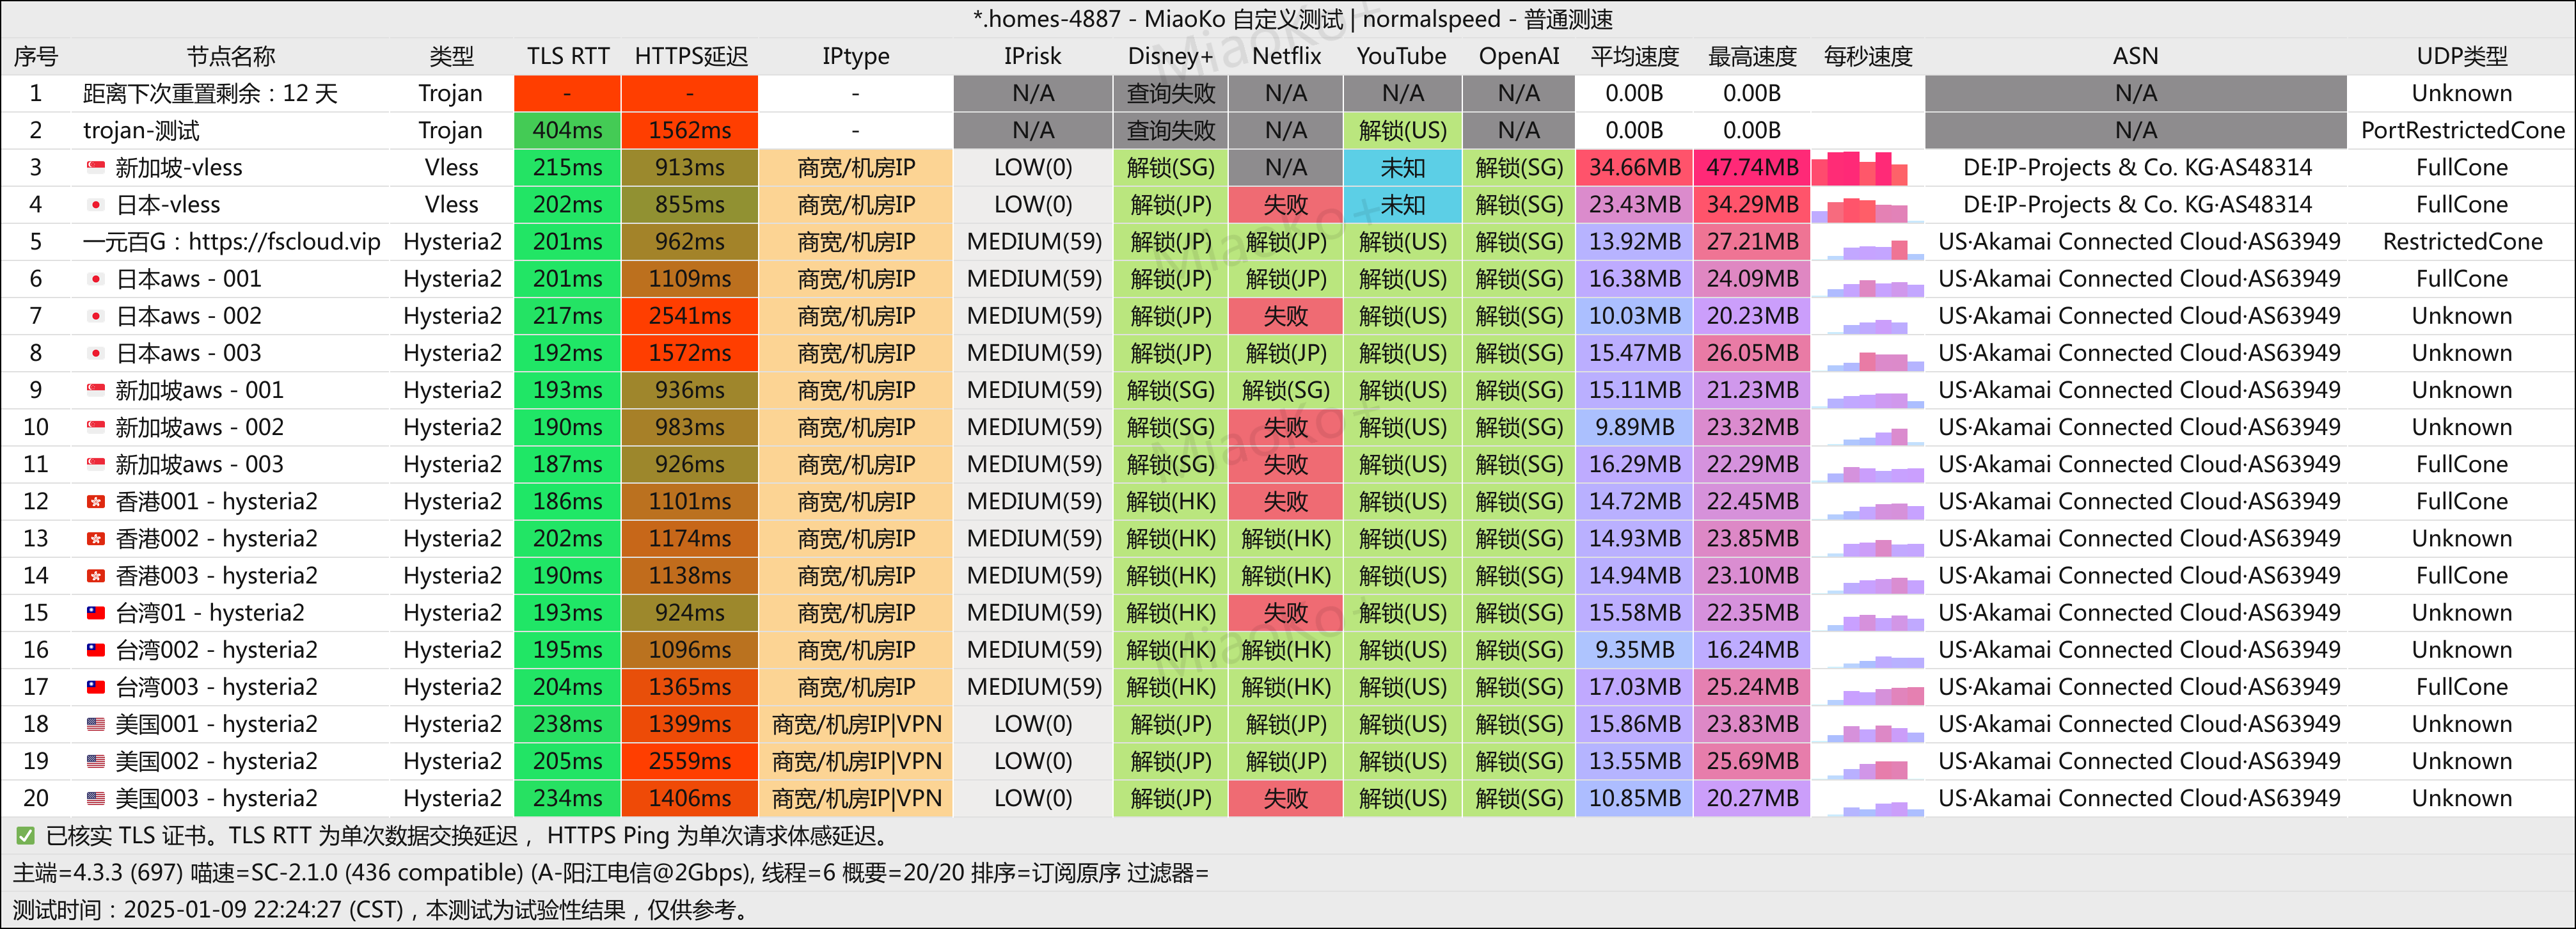 *.homes-4887 - MiaoKo 自定义测试 | normalspeed - 普通测速
序号 节点名称 类型 TLS RTT HTTPS延迟 IPtype IPrisk Disney+ Netflix YouTube OpenAI 平均速度 最高速度 每秒速度 ASN UDP类型
1 距离下次重置剩余：12 天 Trojan - - - N/A 查询失败 N/A N/A N/A 0.00B 0.00B N/A Unknown
2 trojan-测试 Trojan 404ms 1562ms - N/A 查询失败 N/A 解锁(US) N/A 0.00B 0.00B N/A PortRestrictedCone
3 新加坡-vless Vless 215ms 913ms 商宽/机房IP LOW(0) 解锁(SG) N/A 未知 解锁(SG) 34.66MB 47.74MB DE·IP-Projects & Co. KG·AS48314 FullCone
4 日本-vless Vless 202ms 855ms 商宽/机房IP LOW(0) 解锁(JP) 失败 未知 解锁(SG) 23.43MB 34.29MB DE·IP-Projects & Co. KG·AS48314 FullCone
5 一元百G：https://fscloud.vip Hysteria2 201ms 962ms 商宽/机房IP MEDIUM(59) 解锁(JP) 解锁(JP) 解锁(US) 解锁(SG) 13.92MB 27.21MB US·Akamai Connected Cloud·AS63949 RestrictedCone
6 日本aws - 001 Hysteria2 201ms 1109ms 商宽/机房IP MEDIUM(59) 解锁(JP) 解锁(JP) 解锁(US) 解锁(SG) 16.38MB 24.09MB US·Akamai Connected Cloud·AS63949 FullCone
7 日本aws - 002 Hysteria2 217ms 2541ms 商宽/机房IP MEDIUM(59) 解锁(JP) 失败 解锁(US) 解锁(SG) 10.03MB 20.23MB US·Akamai Connected Cloud·AS63949 Unknown
8 日本aws - 003 Hysteria2 192ms 1572ms 商宽/机房IP MEDIUM(59) 解锁(JP) 解锁(JP) 解锁(US) 解锁(SG) 15.47MB 26.05MB US·Akamai Connected Cloud·AS63949 Unknown
9 新加坡aws - 001 Hysteria2 193ms 936ms 商宽/机房IP MEDIUM(59) 解锁(SG) 解锁(SG) 解锁(US) 解锁(SG) 15.11MB 21.23MB US·Akamai Connected Cloud·AS63949 Unknown
10 新加坡aws - 002 Hysteria2 190ms 983ms 商宽/机房IP MEDIUM(59) 解锁(SG) 失败 解锁(US) 解锁(SG) 9.89MB 23.32MB US·Akamai Connected Cloud·AS63949 Unknown
11 新加坡aws - 003 Hysteria2 187ms 926ms 商宽/机房IP MEDIUM(59) 解锁(SG) 失败 解锁(US) 解锁(SG) 16.29MB 22.29MB US·Akamai Connected Cloud·AS63949 FullCone
12 香港001 - hysteria2 Hysteria2 186ms 1101ms 商宽/机房IP MEDIUM(59) 解锁(HK) 失败 解锁(US) 解锁(SG) 14.72MB 22.45MB US·Akamai Connected Cloud·AS63949 FullCone
13 香港002 - hysteria2 Hysteria2 202ms 1174ms 商宽/机房IP MEDIUM(59) 解锁(HK) 解锁(HK) 解锁(US) 解锁(SG) 14.93MB 23.85MB US·Akamai Connected Cloud·AS63949 Unknown
14 香港003 - hysteria2 Hysteria2 190ms 1138ms 商宽/机房IP MEDIUM(59) 解锁(HK) 解锁(HK) 解锁(US) 解锁(SG) 14.94MB 23.10MB US·Akamai Connected Cloud·AS63949 FullCone
15 台湾01 - hysteria2 Hysteria2 193ms 924ms 商宽/机房IP MEDIUM(59) 解锁(HK) 失败 解锁(US) 解锁(SG) 15.58MB 22.35MB US·Akamai Connected Cloud·AS63949 Unknown
16 台湾002 - hysteria2 Hysteria2 195ms 1096ms 商宽/机房IP MEDIUM(59) 解锁(HK) 解锁(HK) 解锁(US) 解锁(SG) 9.35MB 16.24MB US·Akamai Connected Cloud·AS63949 Unknown
17 台湾003 - hysteria2 Hysteria2 204ms 1365ms 商宽/机房IP MEDIUM(59) 解锁(HK) 解锁(HK) 解锁(US) 解锁(SG) 17.03MB 25.24MB US·Akamai Connected Cloud·AS63949 FullCone
18 美国001 - hysteria2 Hysteria2 238ms 1399ms 商宽/机房IP|VPN LOW(0) 解锁(JP) 解锁(JP) 解锁(US) 解锁(SG) 15.86MB 23.83MB US·Akamai Connected Cloud·AS63949 Unknown
19 美国002 - hysteria2 Hysteria2 205ms 2559ms 商宽/机房IP|VPN LOW(0) 解锁(JP) 解锁(JP) 解锁(US) 解锁(SG) 13.55MB 25.69MB US·Akamai Connected Cloud·AS63949 Unknown
20 美国003 - hysteria2 Hysteria2 234ms 1406ms 商宽/机房IP|VPN LOW(0) 解锁(JP) 失败 解锁(US) 解锁(SG) 10.85MB 20.27MB US·Akamai Connected Cloud·AS63949 Unknown
✅ 已核实 TLS 证书。TLS RTT 为单次数据交换延迟， HTTPS Ping 为单次请求体感延迟。
主端=4.3.3 (697) 喵速=SC-2.1.0 (436 compatible) (A-阳江电信@2Gbps), 线程=6 概要=20/20 排序=订阅原序 过滤器=
测试时间：2025-01-09 22:24:27 (CST)，本测试为试验性结果，仅供参考。
MiaoKo+
MiaoKo+
MiaoKo+
MiaoKo+